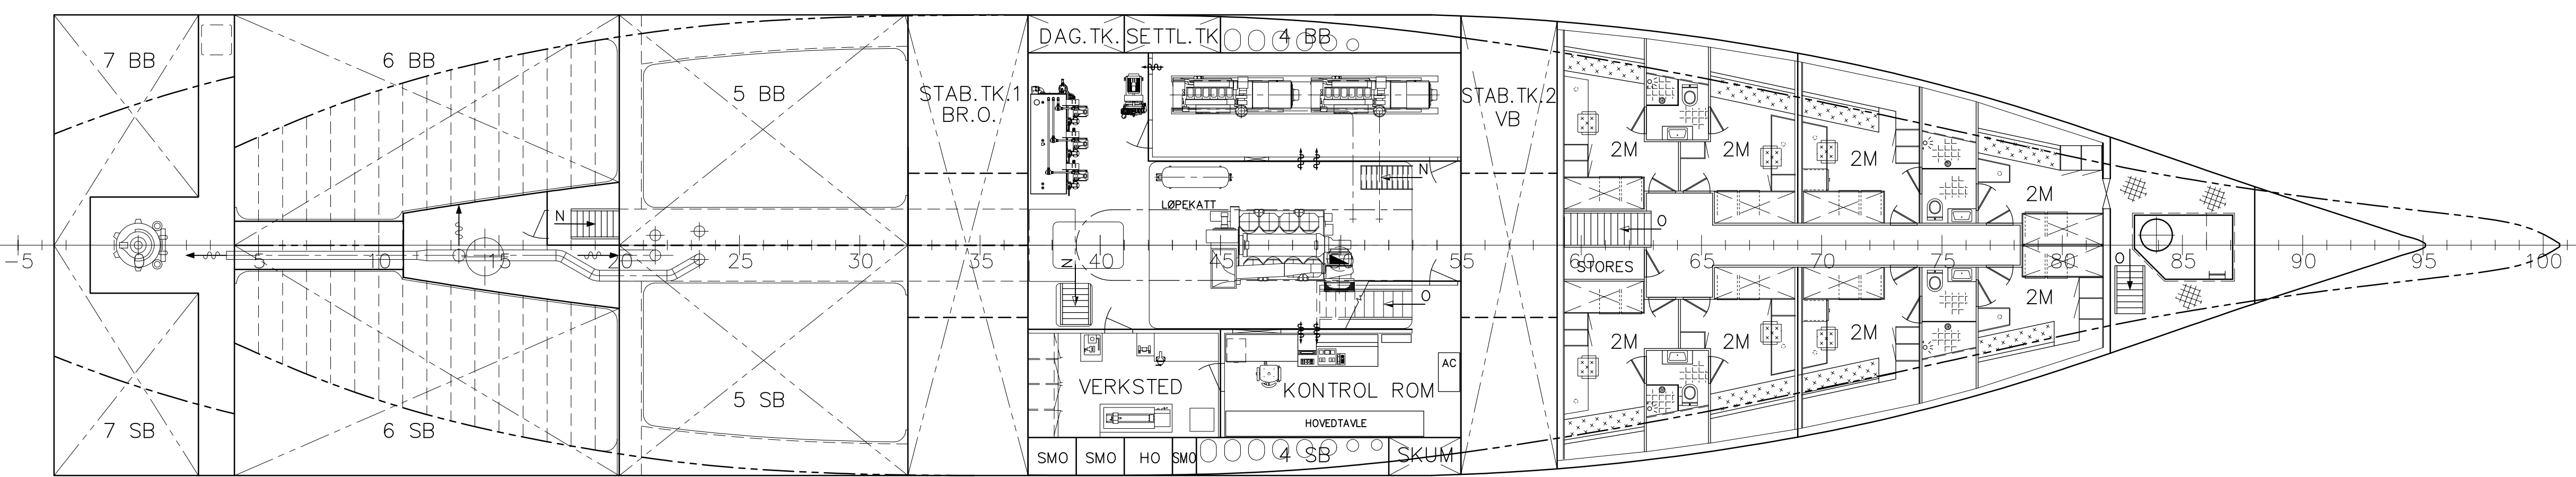 7 BB
6 BB
5 BB
STAB.TK.1
BR.O.
DAG.TK.
SETTL.TK
4 BB
STAB.TK.2
VB
2M
2M
2M
2M
N
LØPEKATT
N
O
N
O
STORES
O
-5
5
10
15
20
25
30
35
40
45
55
60
65
70
75
80
85
90
95
100
2M
2M
2M
2M
7 SB
6 SB
5 SB
VERKSTED
KONTROL ROM
AC
HOVEDTAVLE
SMO
SMO
HO
SMO
4 SB
SKUM